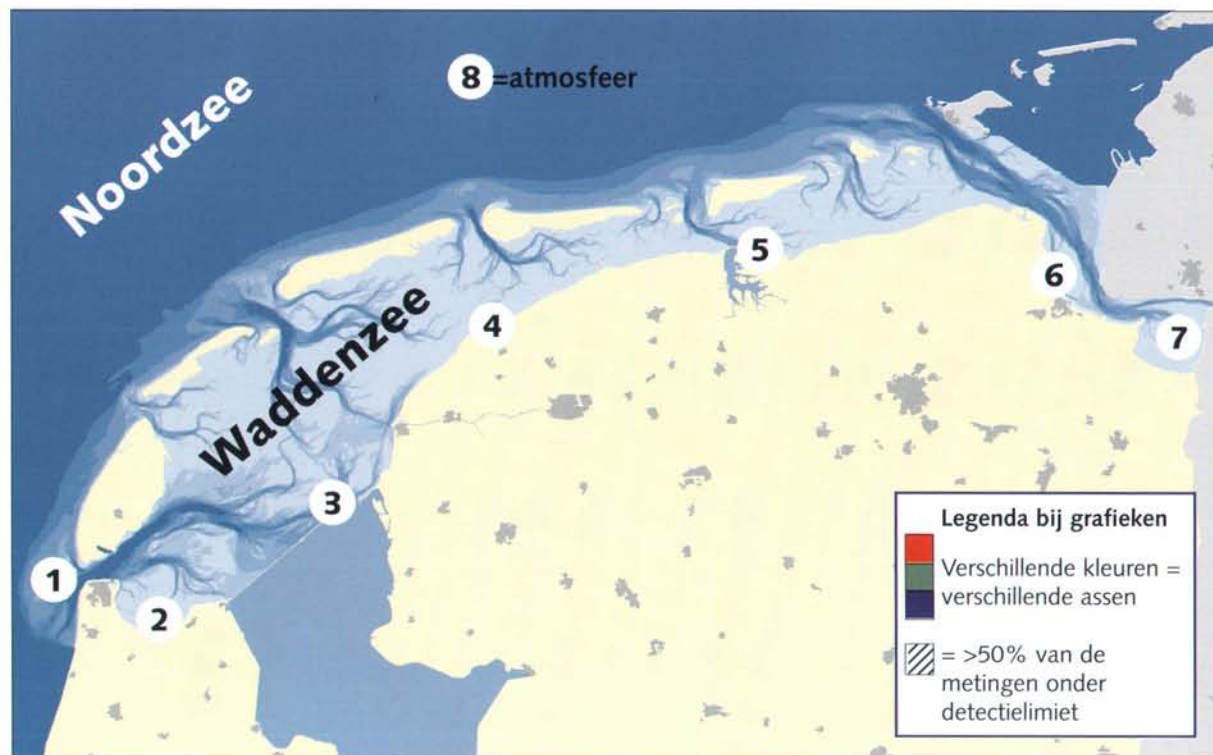 8 =atmosfeer
Noordzee
Waddenzee
5
6
4
7
3
1
2
Legenda bij grafieken
Verschillende kleuren =
verschillende assen
= >50% van de
metingen onder
detectielimiet